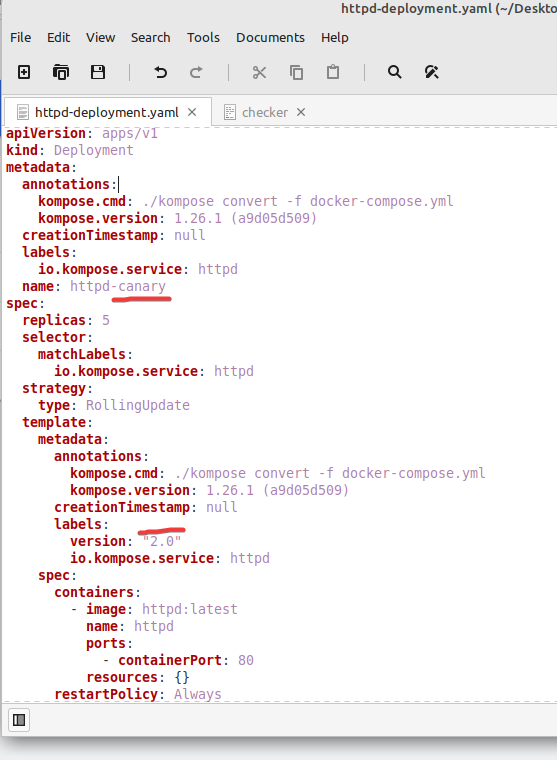 httpd-deployment.yaml (~/Deskto
File Edit View Search Tools Documents Help
httpd-deployment.yaml × checker ×
apiVersion: apps/v1
kind: Deployment
metadata:
  annotations:
    kompose.cmd: ./kompose convert -f docker-compose.yml
    kompose.version: 1.26.1 (a9d05d509)
  creationTimestamp: null
  labels:
    io.kompose.service: httpd
  name: httpd-canary
spec:
  replicas: 5
  selector:
    matchLabels:
      io.kompose.service: httpd
  strategy:
    type: RollingUpdate
  template:
    metadata:
      annotations:
        kompose.cmd: ./kompose convert -f docker-compose.yml
        kompose.version: 1.26.1 (a9d05d509)
      creationTimestamp: null
      labels:
        version: "2.0"
        io.kompose.service: httpd
    spec:
      containers:
        - image: httpd:latest
          name: httpd
          ports:
            - containerPort: 80
          resources: {}
      restartPolicy: Always